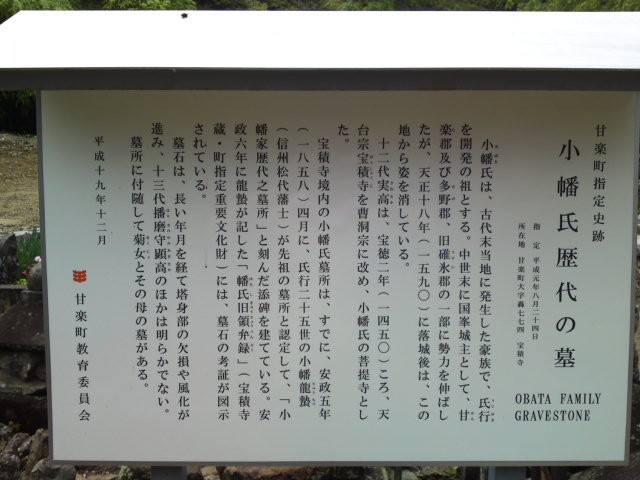 甘楽町指定史跡
小幡氏歴代の墓
指定 平成元年八月二十四日
所在地 甘楽町大字轟七七四 宝積寺
OBATA FAMILY
GRAVESTONE
小幡氏は、古代末当地に発生した豪族で、氏行
を開発の祖とする。中世末に国峯城主として、甘
楽郡及び多野郡、旧碓氷郡の一部に勢力を伸ばし
たが、天正十八年（一五九〇）に落城後は、この
地から姿を消している。
十二代実高は、宝徳二年（一四五〇）ころ、天
台宗宝積寺を曹洞宗に改め、小幡氏の菩提寺とし
た。
宝積寺境内の小幡氏墓所は、すでに、安政五年
（一八五八）四月に、氏行二十五世の小幡龍蟄
（信州松代藩士）が先祖の墓所と認定して、「小
幡家歴代之墓所」と刻んだ添碑を建てている。安
政六年に龍蟄が記した「幡氏旧領弁録」（宝積寺
蔵・町指定重要文化財）には、墓石の考証が図示
されている。
墓石は、長い年月を経て塔身部の欠損や風化が
進み、十三代播磨守顕高のほかは明らかでない。
墓所に付随して菊女とその母の墓がある。
平成十九年十二月
甘楽町教育委員会